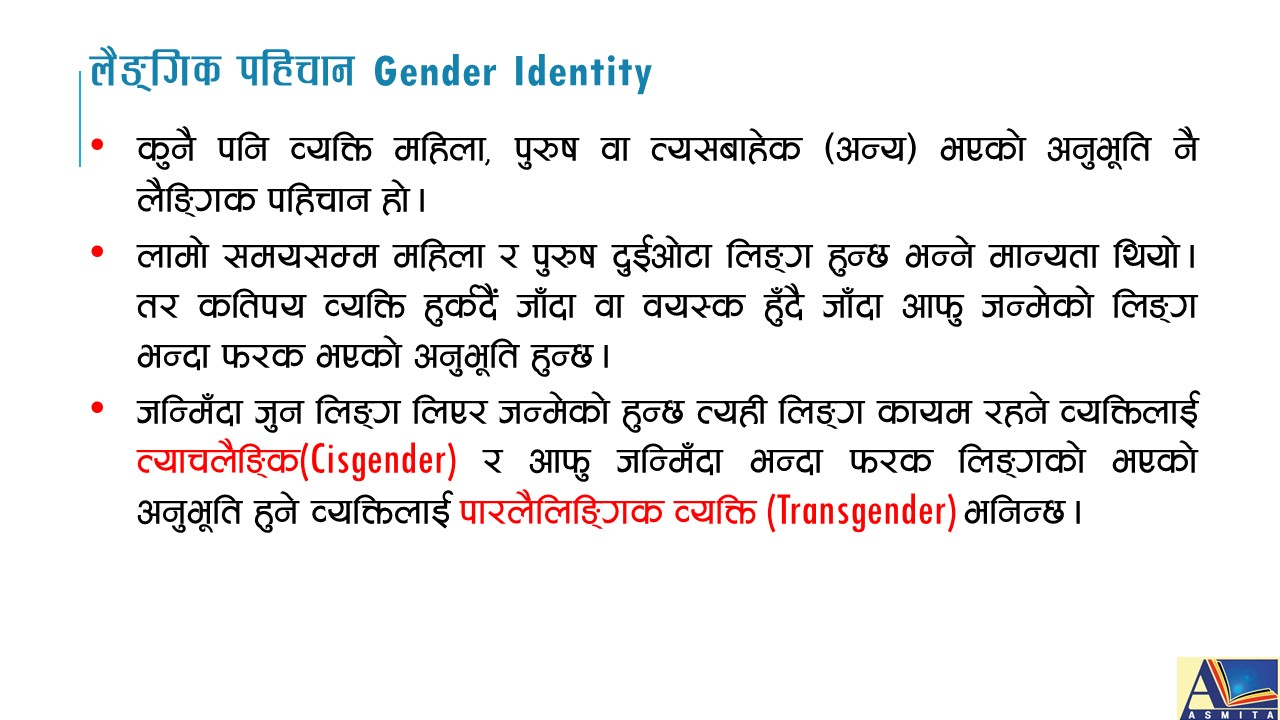 लैङ्गिक पहिचान Gender Identity
• कुनै पनि व्यक्ति महिला, पुरुष वा त्यसबाहेक (अन्य) भएको अनुभूति नै
लैङ्गिक पहिचान हो ।
• लामो समयसम्म महिला र पुरुष दुईओटा लिङ्ग हुन्छ भन्ने मान्यता थियो ।
तर कतिपय व्यक्ति हुर्कदैं जाँदा वा वयस्क हुँदै जाँदा आफु जन्मेको लिङ्ग
भन्दा फरक भएको अनुभूति हुन्छ ।
• जन्मिँदा जुन लिङ्ग लिएर जन्मेको हुन्छ त्यही लिङ्ग कायम रहने व्यक्तिलाई
त्याचलैङ्कि(Cisgender) र आफु जन्मिँदा भन्दा फरक लिङ्गको भएको
अनुभूति हुने व्यक्तिलाई पारलैलिङ्गिक व्यक्ति (Transgender) भनिन्छ ।
ASMITA